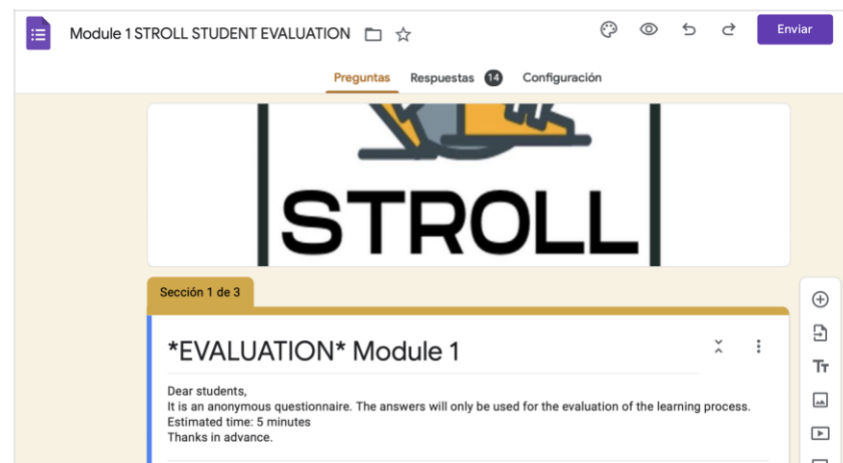 Module 1 STROLL STUDENT EVALUATION
Enviar
Preguntas Respuestas 14 Configuración
STROLL
Sección 1 de 3
*EVALUATION* Module 1
Dear students,
It is an anonymous questionnaire. The answers will only be used for the evaluation of the learning process.
Estimated time: 5 minutes
Thanks in advance.
Tт